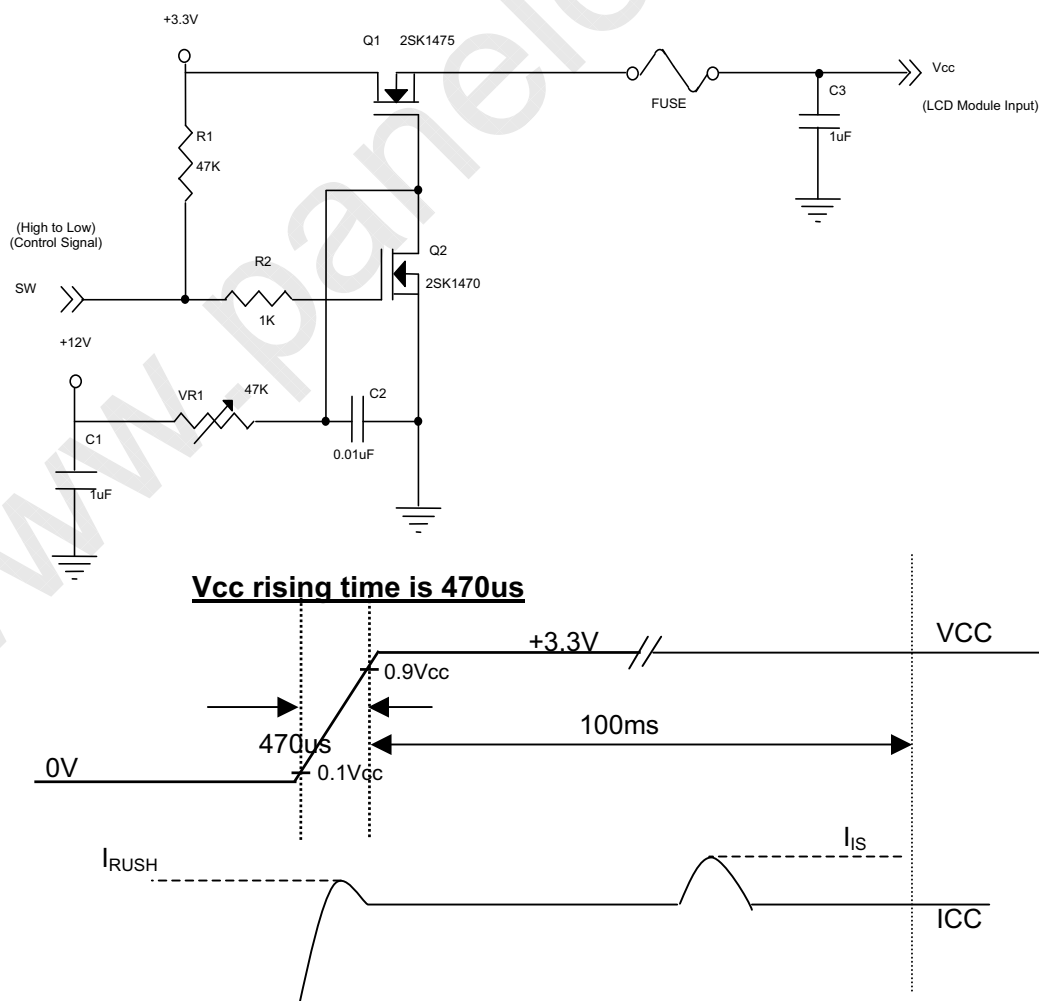 www.panelo
+3.3V
Q1 2SK1475
Vcc
FUSE
C3
(LCD Module Input)
R1
1uF
47K
(High to Low)
(Control Signal)
Q2
R2
SW
2SK1470
1K
+12V
VR1
47K
C2
C1
0.01uF
1uF
Vcc rising time is 470us
+3.3V
VCC
0.9Vcc
470us
100ms
0V
0.1Vcc
IRUSH
IIS
ICC